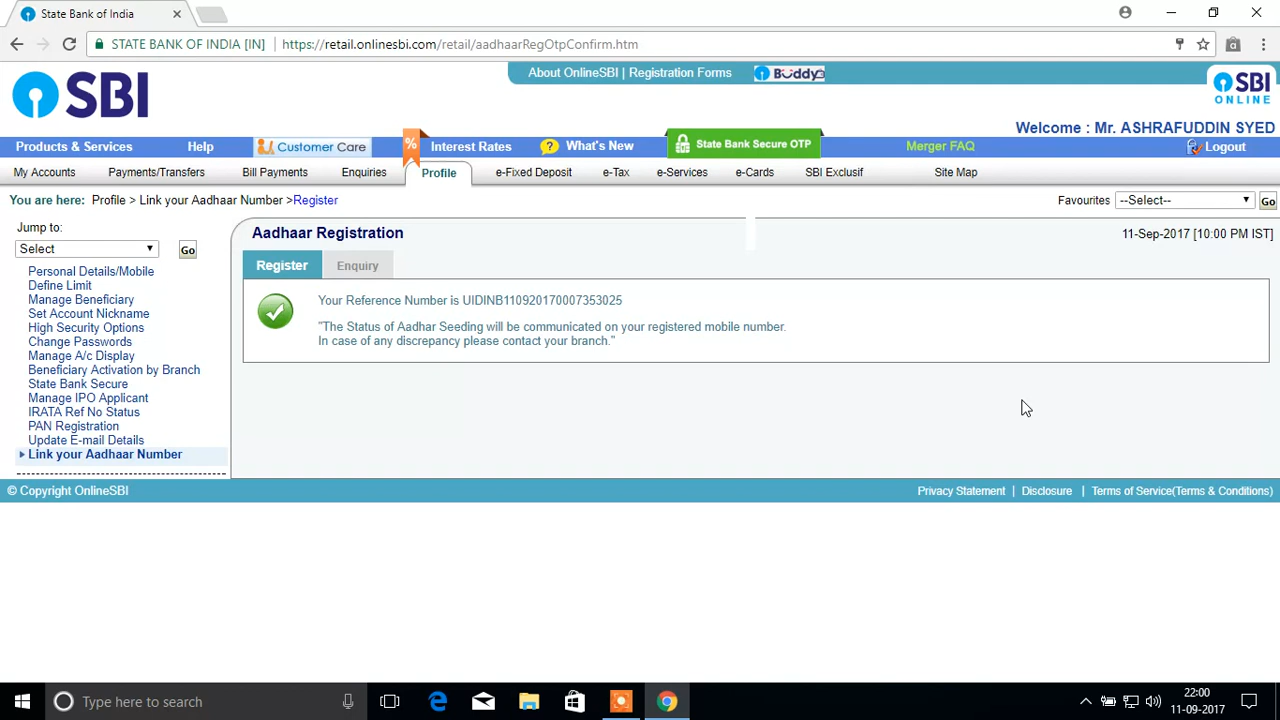 State Bank of India
STATE BANK OF INDIA [IN] https://retail.onlinesbi.com/retail/aadhaarRegOtpConfirm.htm
About OnlineSBI | Registration Forms Buddy
SBI
SBI
ONLINE
Welcome : Mr. ASHRAFUDDIN SYED
Products & Services Help Customer Care % Interest Rates ? What's New State Bank Secure OTP Merger FAQ Logout
My Accounts Payments/Transfers Bill Payments Enquiries Profile e-Fixed Deposit e-Tax e-Services e-Cards SBI Exclusif Site Map
You are here: Profile > Link your Aadhaar Number >Register Favourites --Select-- Go
Jump to:
Select Go
Personal Details/Mobile
Define Limit
Manage Beneficiary
Set Account Nickname
High Security Options
Change Passwords
Manage A/c Display
Beneficiary Activation by Branch
State Bank Secure
Manage IPO Applicant
IRATA Ref No Status
PAN Registration
Update E-mail Details
Link your Aadhaar Number
Aadhaar Registration 11-Sep-2017 [10:00 PM IST]
Register Enquiry
Your Reference Number is UIDINB110920170007353025
"The Status of Aadhar Seeding will be communicated on your registered mobile number.
In case of any discrepancy please contact your branch."
© Copyright OnlineSBI Privacy Statement | Disclosure | Terms of Service(Terms & Conditions)
Type here to search
22:00
11-09-2017